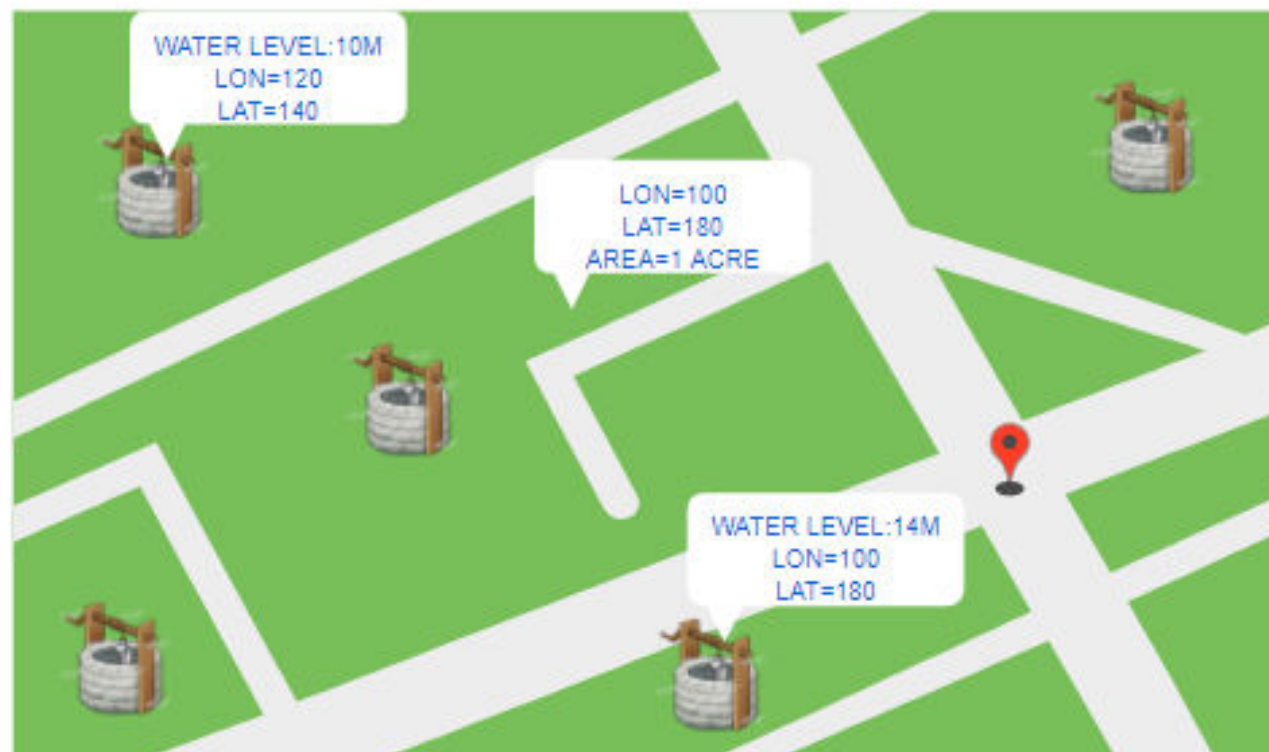 WATER LEVEL:10M
LON=120
LAT=140
LON=100
LAT=180
AREA=1 ACRE
WATER LEVEL:14M
LON=100
LAT=180